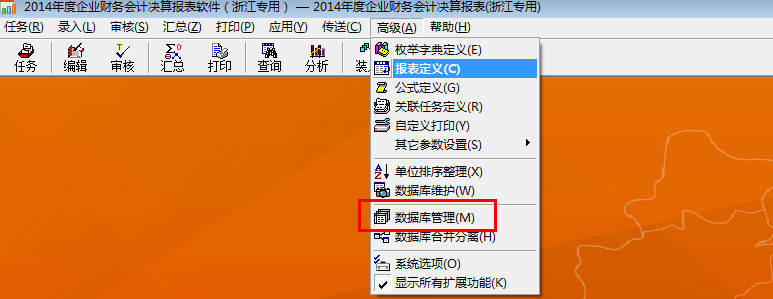 2014年度企业财务会计决算报表软件（浙江专用） — 2014年度企业财务会计决算报表(浙江专用)
任务(R) 录入(L) 审核(S) 汇总(Z) 打印(P) 应用(U) 传送(C) 高级(A) 帮助(H)
任务 编辑 审核 汇总 打印 查询 分析 装
枚举字典定义(E)
报表定义(C)
公式定义(G)
关联任务定义(R)
自定义打印(Y)
其它参数设置(S)
单位排序整理(X)
数据库维护(W)
数据库管理(M)
数据库合并分离(H)
系统选项(O)
显示所有扩展功能(K)